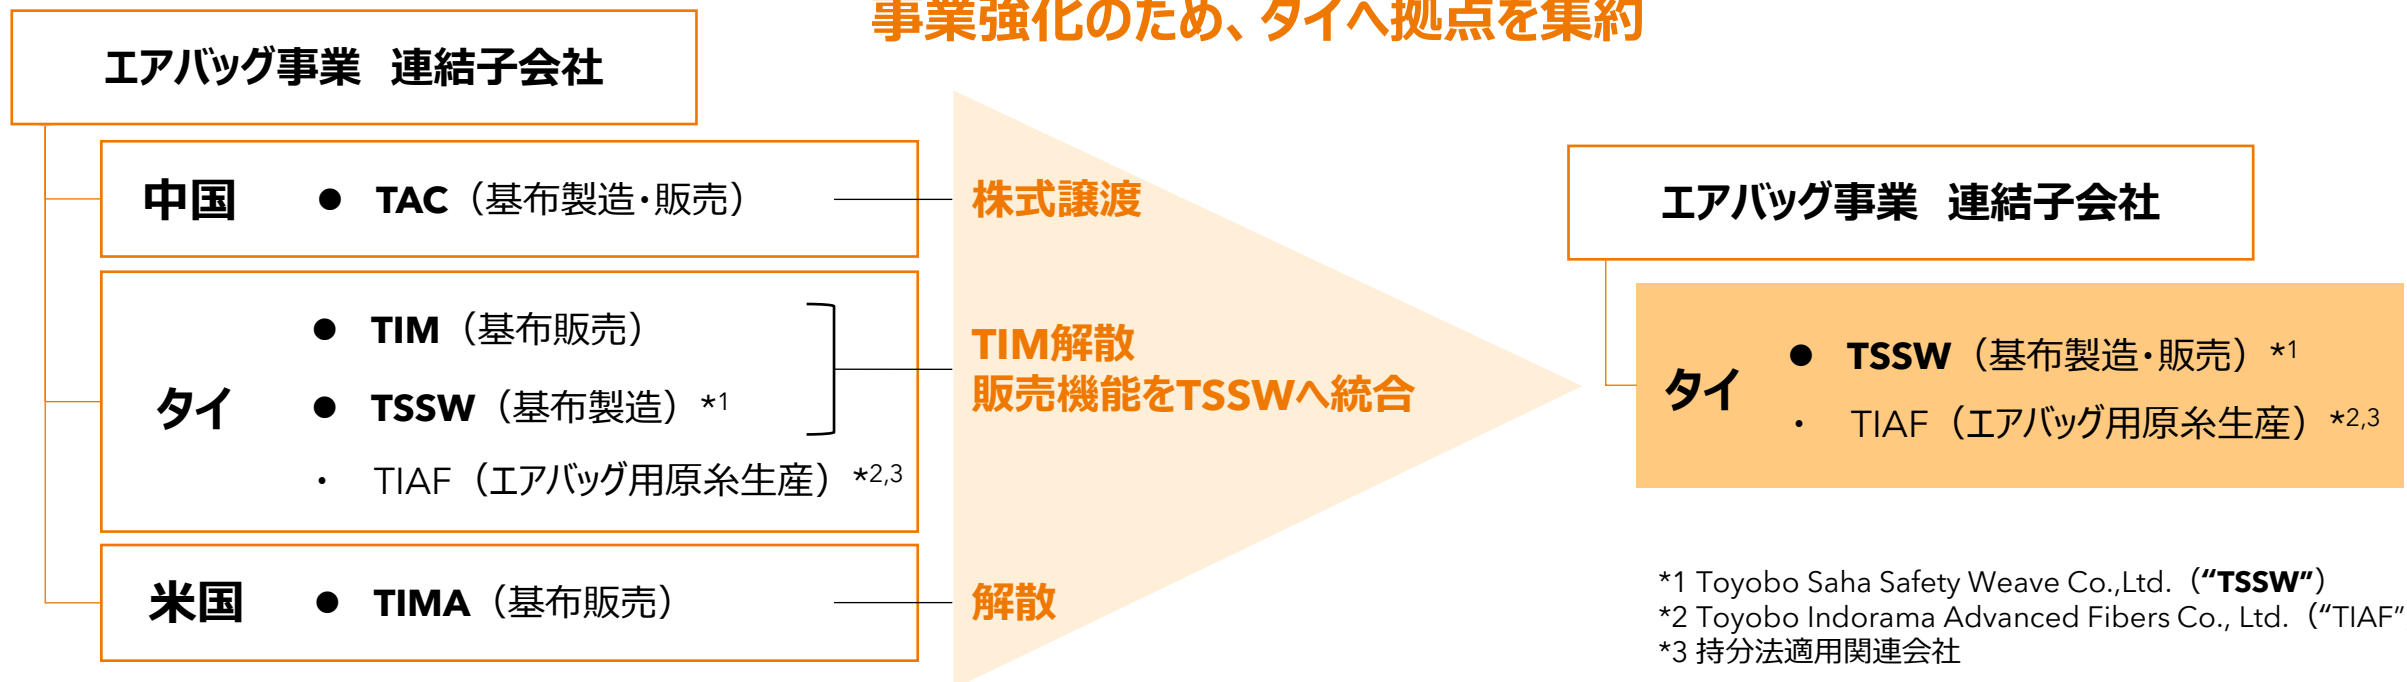 事業強化のため、タイへ拠点を集約
エアバッグ事業 連結子会社
中国 ● TAC（基布製造・販売）
株式譲渡
タイ
● TIM（基布販売）
● TSSW（基布製造）*1
・ TIAF（エアバッグ用原糸生産）*2,3
TIM解散
販売機能をTSSWへ統合
米国 ● TIMA（基布販売）
解散
エアバッグ事業 連結子会社
タイ
● TSSW（基布製造・販売）*1
・ TIAF（エアバッグ用原糸生産）*2,3
*1 Toyobo Saha Safety Weave Co.,Ltd.（“TSSW”）
*2 Toyobo Indorama Advanced Fibers Co., Ltd.（“TIAF”
*3 持分法適用関連会社